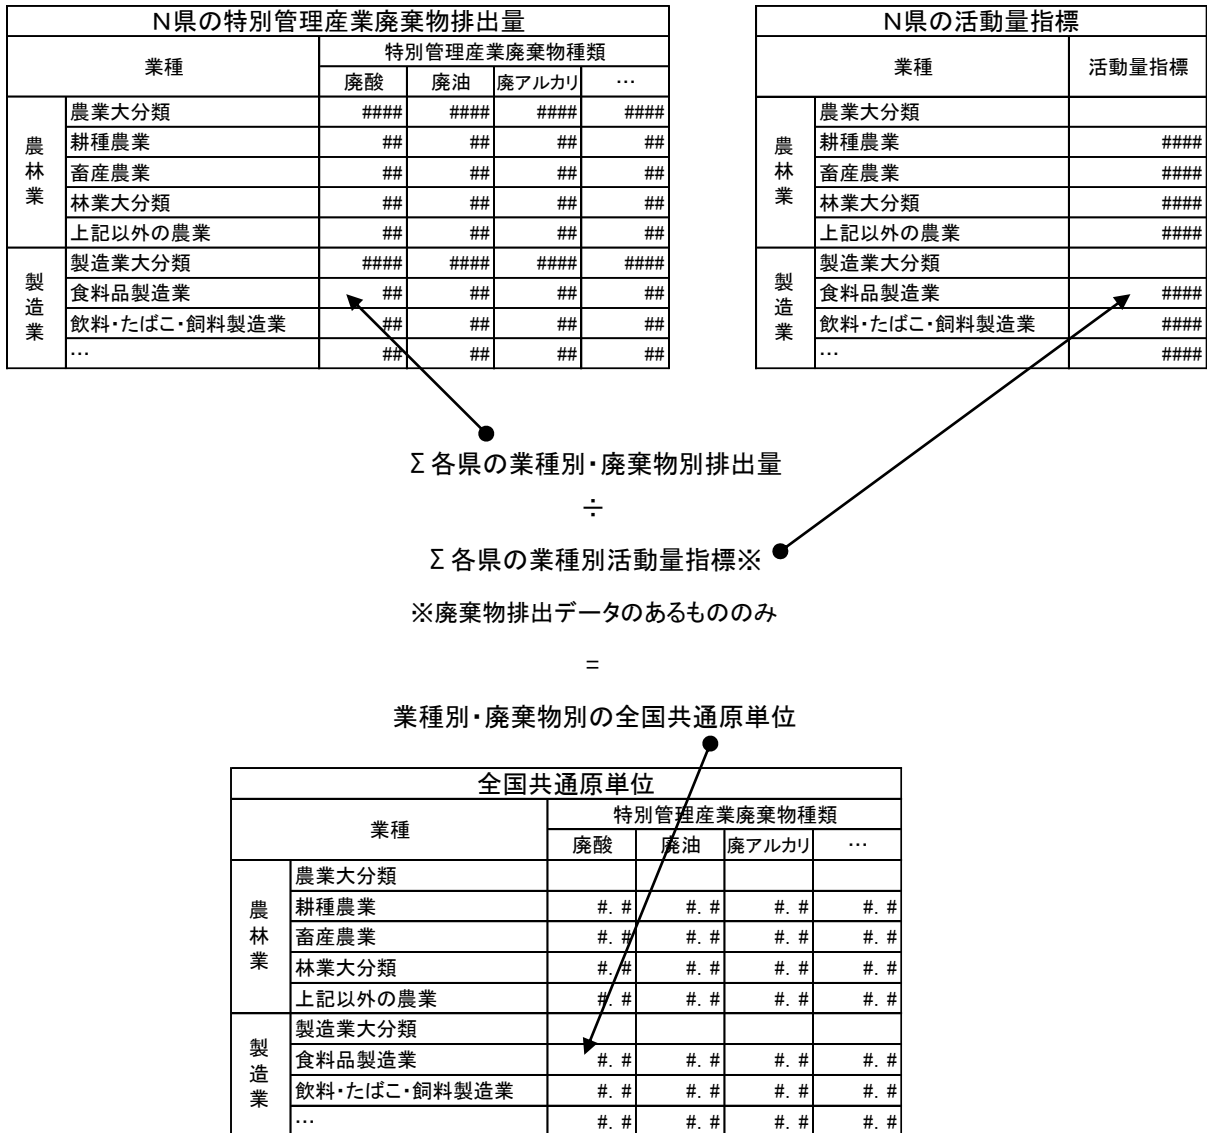 N県の特別管理産業廃棄物排出量
業種 特別管理産業廃棄物種類
廃酸 廃油 廃アルカリ …
農林業
農業大分類 #### #### #### ####
耕種農業 ## ## ## ##
畜産農業 ## ## ## ##
林業大分類 ## ## ## ##
上記以外の農業 ## ## ## ##
製造業
製造業大分類 #### #### #### ####
食料品製造業 ## ## ## ##
飲料・たばこ・飼料製造業 ## ## ## ##
… ## ## ## ##
N県の活動量指標
業種 活動量指標
農林業
農業大分類
耕種農業 ####
畜産農業 ####
林業大分類 ####
上記以外の農業 ####
製造業
製造業大分類
食料品製造業 ####
飲料・たばこ・飼料製造業 ####
… ####
Σ各県の業種別・廃棄物別排出量
÷
Σ各県の業種別活動量指標※
※廃棄物排出データのあるもののみ
=
業種別・廃棄物別の全国共通原単位
全国共通原単位
業種 特別管理産業廃棄物種類
廃酸 廃油 廃アルカリ …
農林業
農業大分類
耕種農業 #. # #. # #. # #. #
畜産農業 #. # #. # #. # #. #
林業大分類 #. # #. # #. # #. #
上記以外の農業 #. # #. # #. # #. #
製造業
製造業大分類
食料品製造業 #. # #. # #. # #. #
飲料・たばこ・飼料製造業 #. # #. # #. # #. #
… #. # #. # #. # #. #